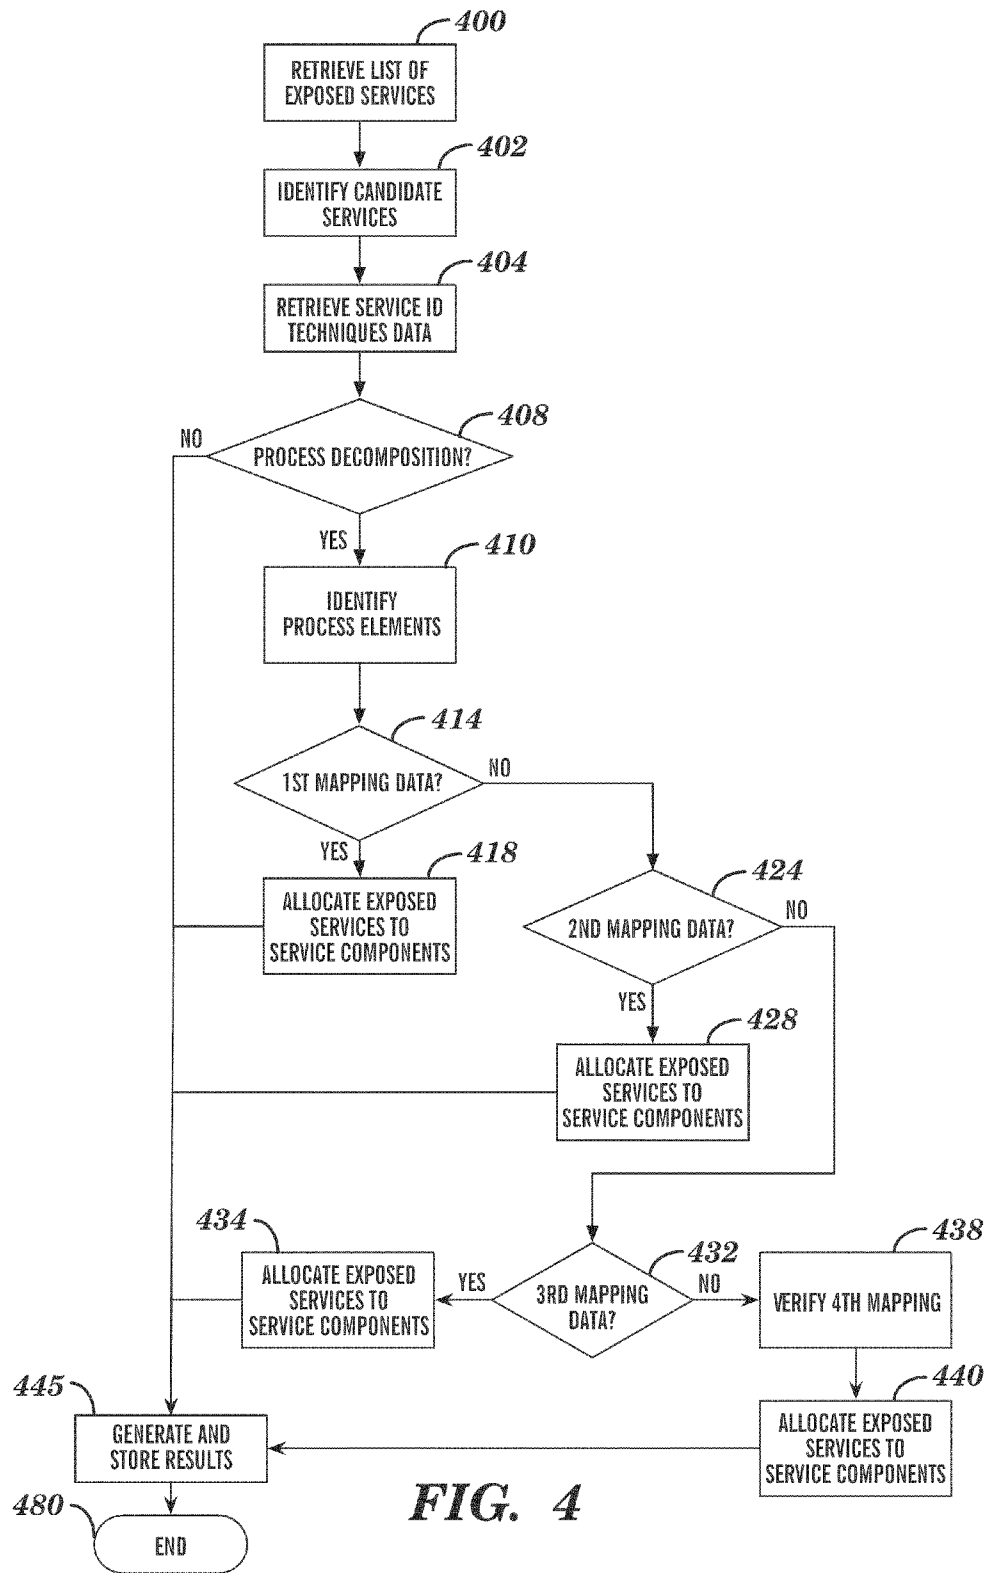 400
RETRIEVE LIST OF
EXPOSED SERVICES
402
IDENTIFY CANDIDATE
SERVICES
404
RETRIEVE SERVICE ID
TECHNIQUES DATA
408
NO
PROCESS DECOMPOSITION?
YES
410
IDENTIFY
PROCESS ELEMENTS
414
1ST MAPPING DATA?
NO
YES
418
ALLOCATE EXPOSED
SERVICES TO
SERVICE COMPONENTS
424
2ND MAPPING DATA?
NO
YES
428
ALLOCATE EXPOSED
SERVICES TO
SERVICE COMPONENTS
434
ALLOCATE EXPOSED
SERVICES TO
SERVICE COMPONENTS
YES
432
3RD MAPPING
DATA?
NO
438
VERIFY 4TH MAPPING
440
ALLOCATE EXPOSED
SERVICES TO
SERVICE COMPONENTS
445
GENERATE AND
STORE RESULTS
480
END
FIG. 4